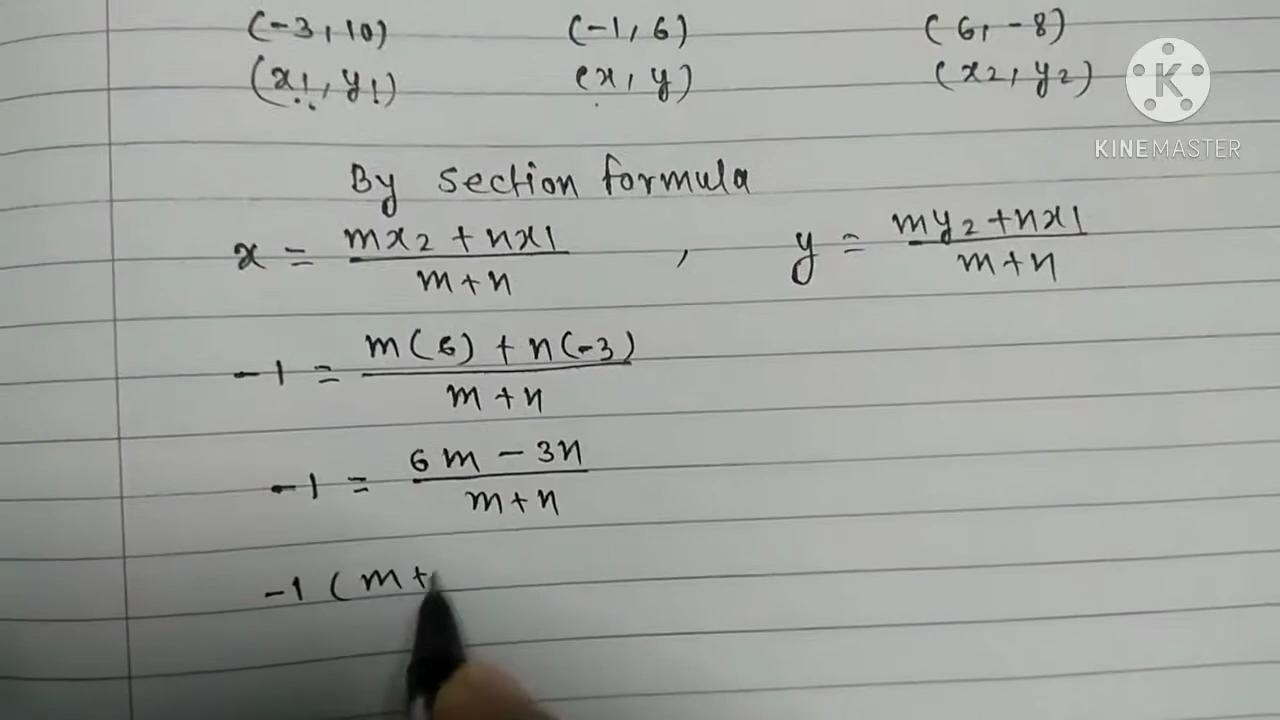 (-3, 10) (-1, 6) (6, -8)
(x1, y1) (x, y) (x2, y2)
K
KINEMASTER
By section formula
x = mx2 + nx1 / m + n , y = my2 + nx1 / m + n
-1 = m(6) + n(-3) / m + n
-1 = 6m - 3n / m + n
-1 (m +